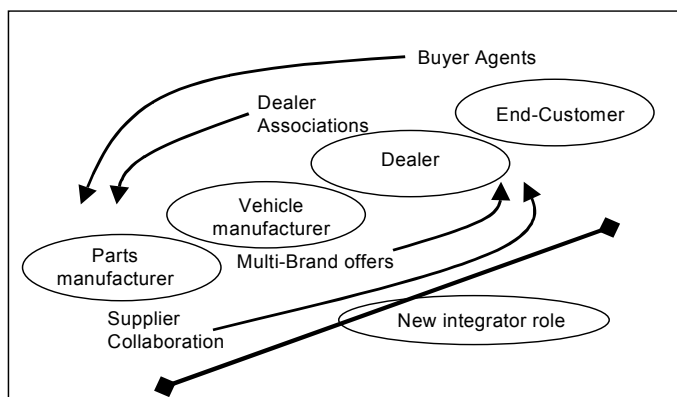 Buyer Agents
Dealer
Associations
End-Customer
Dealer
Vehicle
manufacturer
Parts
manufacturer
Multi-Brand offers
Supplier
Collaboration
New integrator role